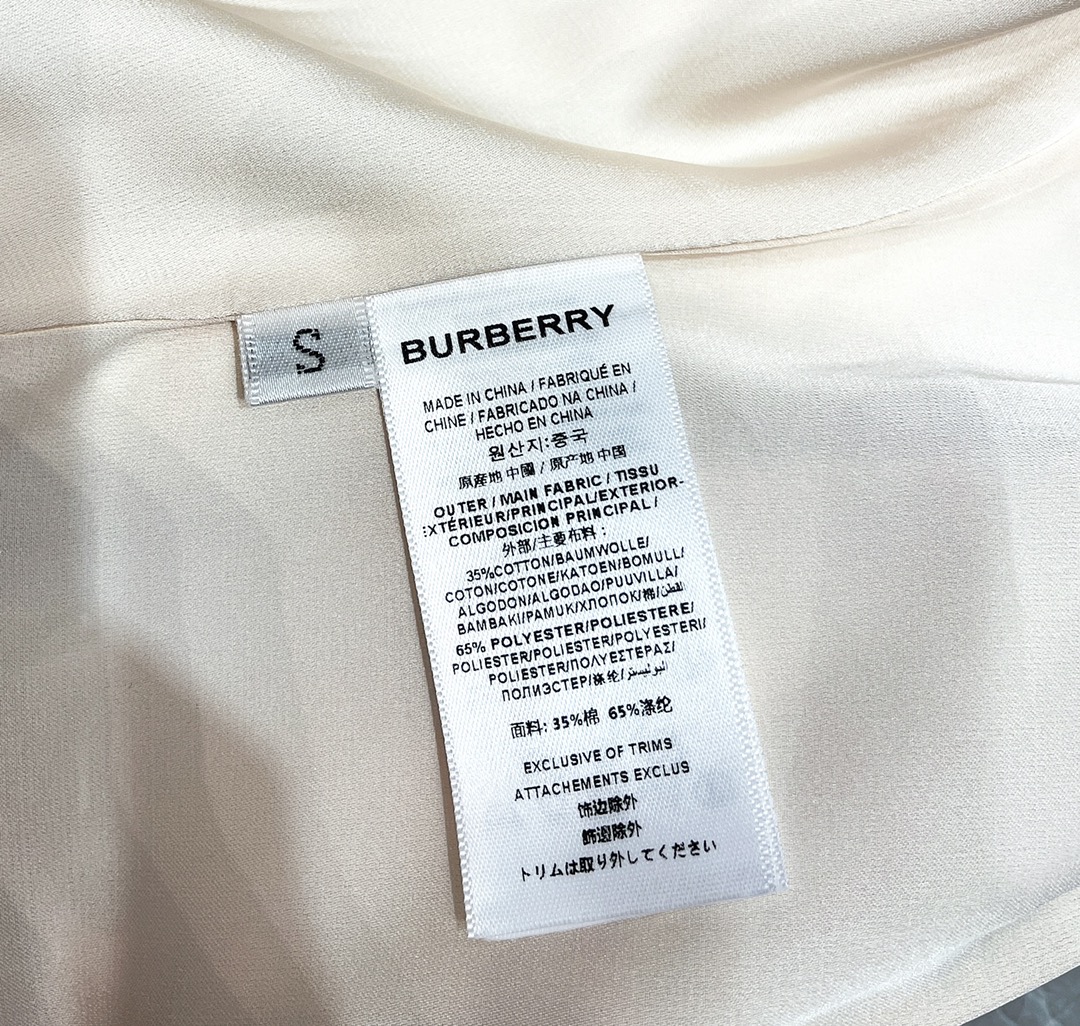 S
BURBERRY
MADE IN CHINA / FABRIQUÉ EN
CHINE / FABRICADO NA CHINA /
HECHO EN CHINA
원산지:중국
原産地 中國 / 原产地 中国
OUTER / MAIN FABRIC / TISSU
EXTÉRIEUR/PRINCIPAL/EXTERIOR-
COMPOSICION PRINCIPAL /
外部/主要布料:
35%COTTON/BAUMWOLLE/
COTON/COTONE/KATOEN/BOMULL/
ALGODON/ALGODAO/PUUVILLA/
BAMBAKI/PAMUK/ХЛОПОК/棉/القطن
65% POLYESTER/POLIESTERE/
POLIESTER/POLIESTER/POLYESTERI/
POLIESTER/ΠΟΛΥΕΣΤΕΡΑΣ/
ПОЛИЭСТЕР/涤纶/البوليستر
面料: 35%棉 65%涤纶
EXCLUSIVE OF TRIMS
ATTACHEMENTS EXCLUS
饰边除外
飾邊除外
トリムは取り外してください